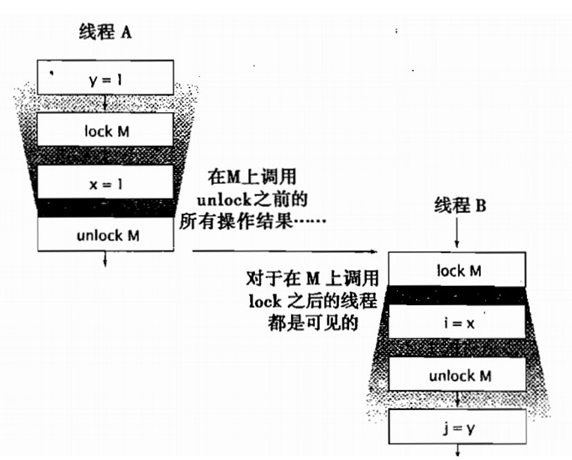 线程 A
y = 1
lock M
x = 1
unlock M
在M上调用
unlock之前的
所有操作结果……
线程 B
对于在 M 上调用
lock 之后的线程
都是可见的
lock M
i = x
unlock M
j = y